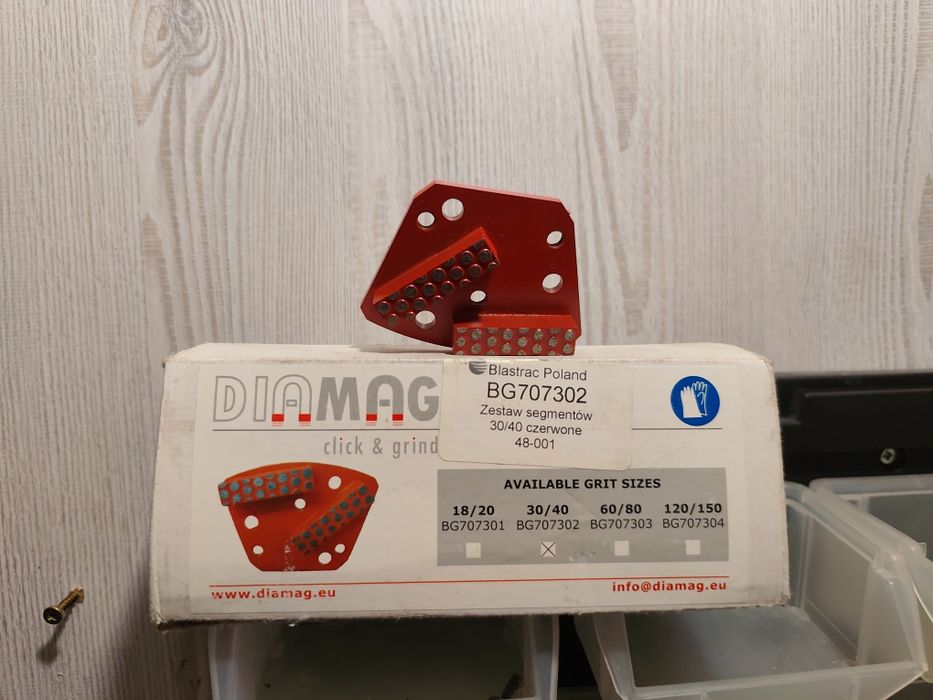 DIAMAG
click & grind
Blastrac Poland
BG707302
Zestaw segmentów
30/40 czerwone
48-001
AVAILABLE GRIT SIZES
18/20 30/40 60/80 120/150
BG707301 BG707302 BG707303 BG707304
www.diamag.eu
info@diamag.eu